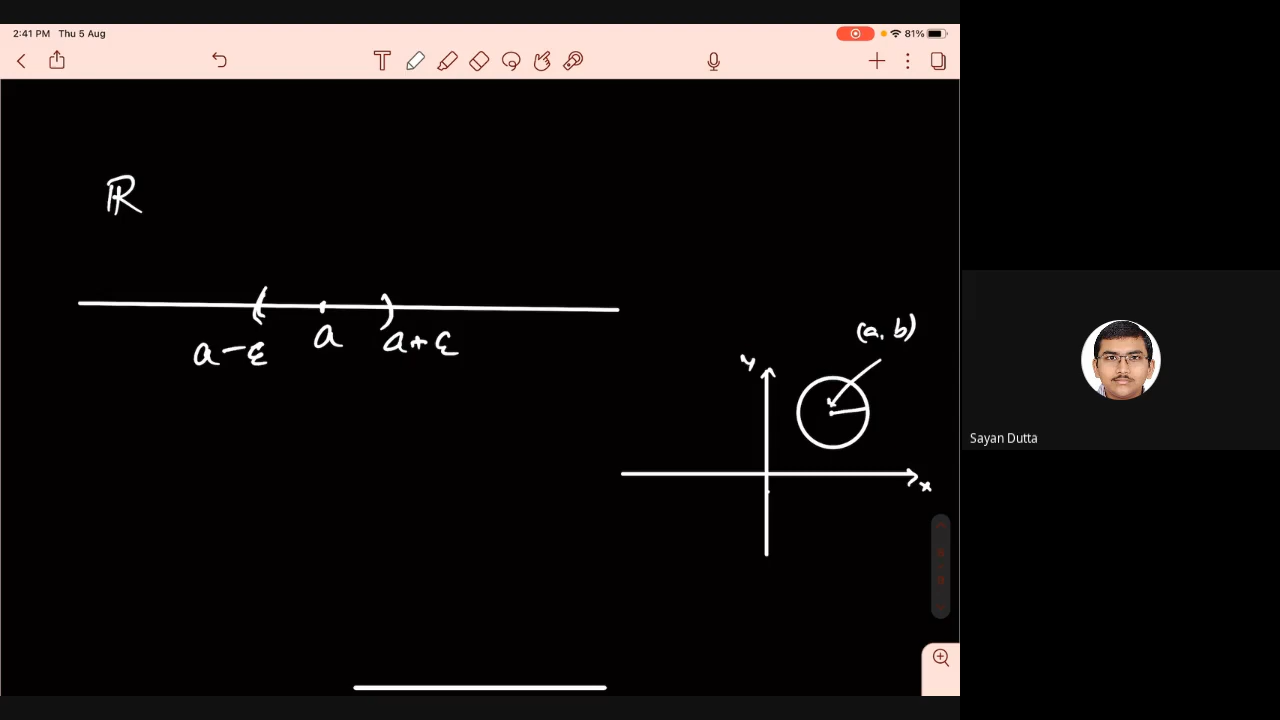 2:41 PM Thu 5 Aug
81%
ℝ
a-ε a a+ε
(a, b)
y
x
Sayan Dutta